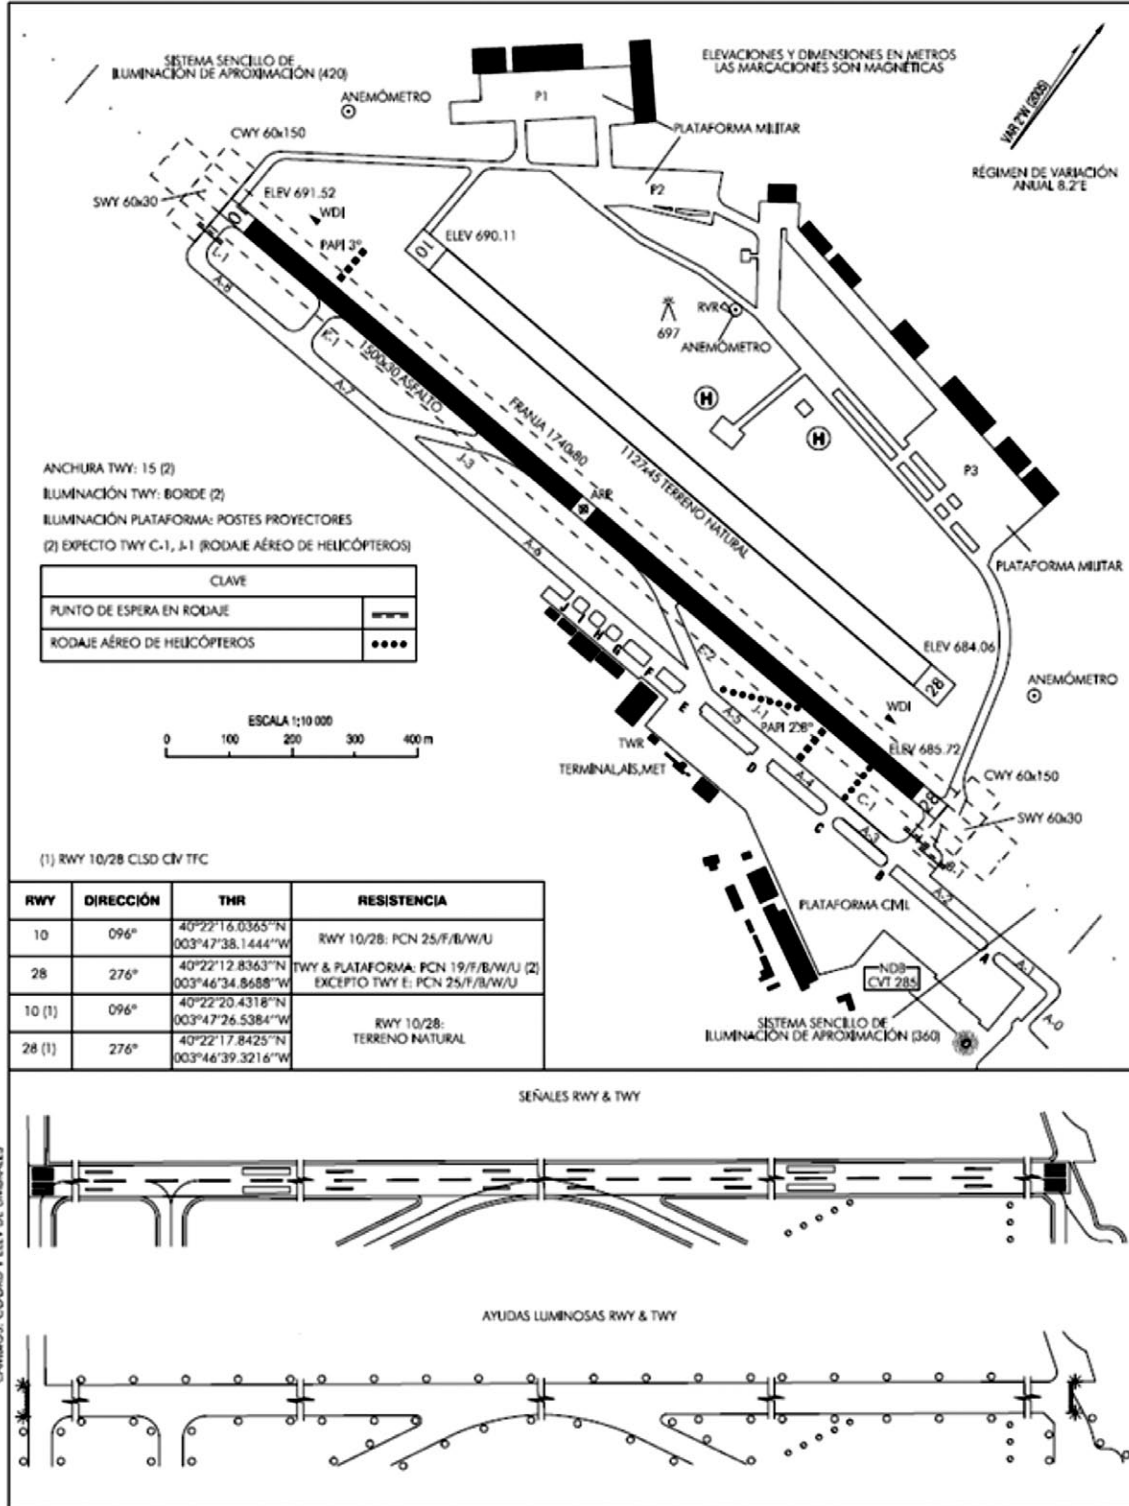 SISTEMA SENCILLO DE
ILUMINACIÓN DE APROXIMACIÓN (420)
ELEVACIONES Y DIMENSIONES EN METROS
LAS MARCACIONES SON MAGNÉTICAS
ANEMÓMETRO
P1
VAR 2°W (2005)
PLATAFORMA MILITAR
CWY 60x150
RÉGIMEN DE VARIACIÓN
ANUAL 8.2'E
SWY 60x30
ELEV 691.52
P2
WDI
10
ELEV 690.11
10
PAPI 3°
L-1
A-8
RVR
697
ANEMÓMETRO
K-1
1500x30 ASFALTO
A-7
H
FRANJA 1740x80
H
1127x45 TERRENO NATURAL
J-3
P3
ANCHURA TWY: 15 (2)
ILUMINACIÓN TWY: BORDE (2)
ILUMINACIÓN PLATAFORMA: POSTES PROYECTORES
(2) EXPECTO TWY C-1, J-1 (RODAJE AÉREO DE HELICÓPTEROS)
ARP
A-6
PLATAFORMA MILITAR
CLAVE
PUNTO DE ESPERA EN RODAJE
RODAJE AÉREO DE HELICÓPTEROS
J
I
H
G
F
E
E-2
ELEV 684.06
28
ANEMÓMETRO
WDI
J-1
A-5
PAPI 2.8°
ELEV 685.72
ESCALA 1:10 000
0 100 200 300 400 m
TWR
TERMINAL,AIS,MET
D
A-4
CWY 60x150
C-1
28
SWY 60x30
C
A-3
B-1
B
A-2
(1) RWY 10/28 CLSD CIV TFC
PLATAFORMA CIVIL
A
A-1
NDB
CVT 285
A-0
SISTEMA SENCILLO DE
ILUMINACIÓN DE APROXIMACIÓN (360)
RWY DIRECCIÓN THR RESISTENCIA
10 096° 40°22'16.0365''N
003°47'38.1444''W RWY 10/28: PCN 25/F/B/W/U
28 276° 40°22'12.8363''N
003°46'34.8688''W TWY & PLATAFORMA: PCN 19/F/B/W/U (2)
EXCEPTO TWY E: PCN 25/F/B/W/U
10 (1) 096° 40°22'20.4318''N
003°47'26.5384''W RWY 10/28:
TERRENO NATURAL
28 (1) 276° 40°22'17.8425''N
003°46'39.3216''W
SEÑALES RWY & TWY
AYUDAS LUMINOSAS RWY & TWY